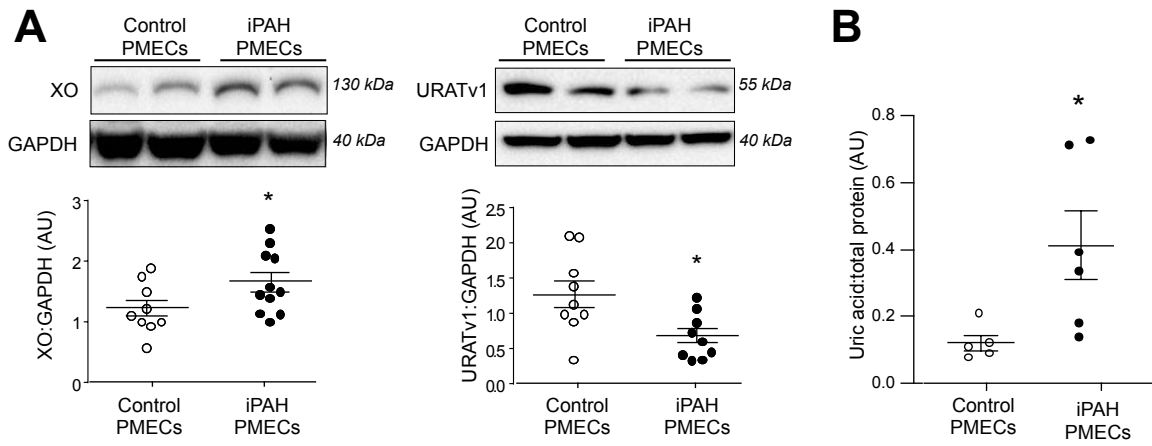 A
Control
PMECs
iPAH
PMECs
XO
130 kDa
GAPDH
40 kDa
XO:GAPDH (AU)
3
2
1
0
*
Control
PMECs
iPAH
PMECs
Control
PMECs
iPAH
PMECs
URATv1
55 kDa
GAPDH
40 kDa
URATv1:GAPDH (AU)
2.5
2.0
1.5
1.0
0.5
0.0
*
Control
PMECs
iPAH
PMECs
B
Uric acid:total protein (AU)
0.8
0.6
0.4
0.2
0.0
*
Control
PMECs
iPAH
PMECs